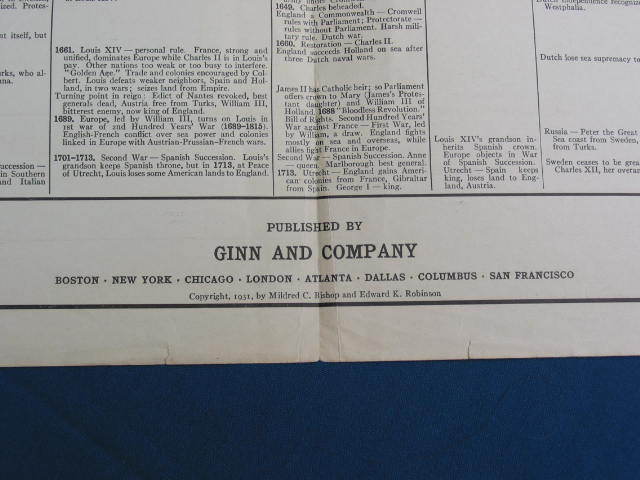 ized. Protes-
ut itself, but
rks, who al-
na.
uccession —
in Southern
and Italian
1661. Louis XIV — personal rule. France, strong and
unified, dominates Europe while Charles II is in Louis's
pay. Other nations too weak or too busy to interfere.
"Golden Age." Trade and colonies encouraged by Col-
bert. Louis defeats weaker neighbors, Spain and Hol-
land, in two wars; seizes land from Empire.
Turning point in reign: Edict of Nantes revoked, best
generals dead, Austria free from Turks, William III,
bitterest enemy, now king of England.
1689. Europe, led by William III, turns on Louis in
1st war of 2nd Hundred Years' War (1689–1815).
English-French conflict over sea power and colonies
linked in Europe with Austrian-Prussian-French wars.
1701–1713. Second War — Spanish Succession. Louis's
grandson keeps Spanish throne, but in 1713, at Peace
of Utrecht, Louis loses some American lands to England.
1649. Charles beheaded.
England a Commonwealth — Cromwell
rules with Parliament; Protectorate —
rules without Parliament. Harsh mili-
tary rule. Dutch war.
1660. Restoration — Charles II.
England succeeds Holland on sea after
three Dutch naval wars.
James II has Catholic heir; so Parliament
offers crown to Mary (James's Protes-
tant daughter) and William III of
Holland. 1688 "Bloodless Revolution."
Bill of Rights. Second Hundred Years'
War against France — First War, led
by William, a draw. England fights
mostly on sea and overseas, while
allies fight France in Europe.
Second War — Spanish Succession. Anne
— queen. Marlborough best general.
1713. Utrecht — England gains Ameri-
can colonies from France, Gibraltar
from Spain. George I — king.
Louis XIV's grandson in-
herits Spanish crown.
Europe objects in War
of Spanish Succession.
Utrecht — Spain keeps
king, loses land to Eng-
land, Austria.
Dutch independence recogniz
Westphalia.
Dutch lose sea supremacy to
Russia — Peter the Great
Sea coast from Sweden,
from Turks.
Sweden ceases to be grea
Charles XII, her overam
PUBLISHED BY
GINN AND COMPANY
BOSTON · NEW YORK · CHICAGO · LONDON · ATLANTA · DALLAS · COLUMBUS · SAN FRANCISCO
Copyright, 1931, by Mildred C. Bishop and Edward K. Robinson